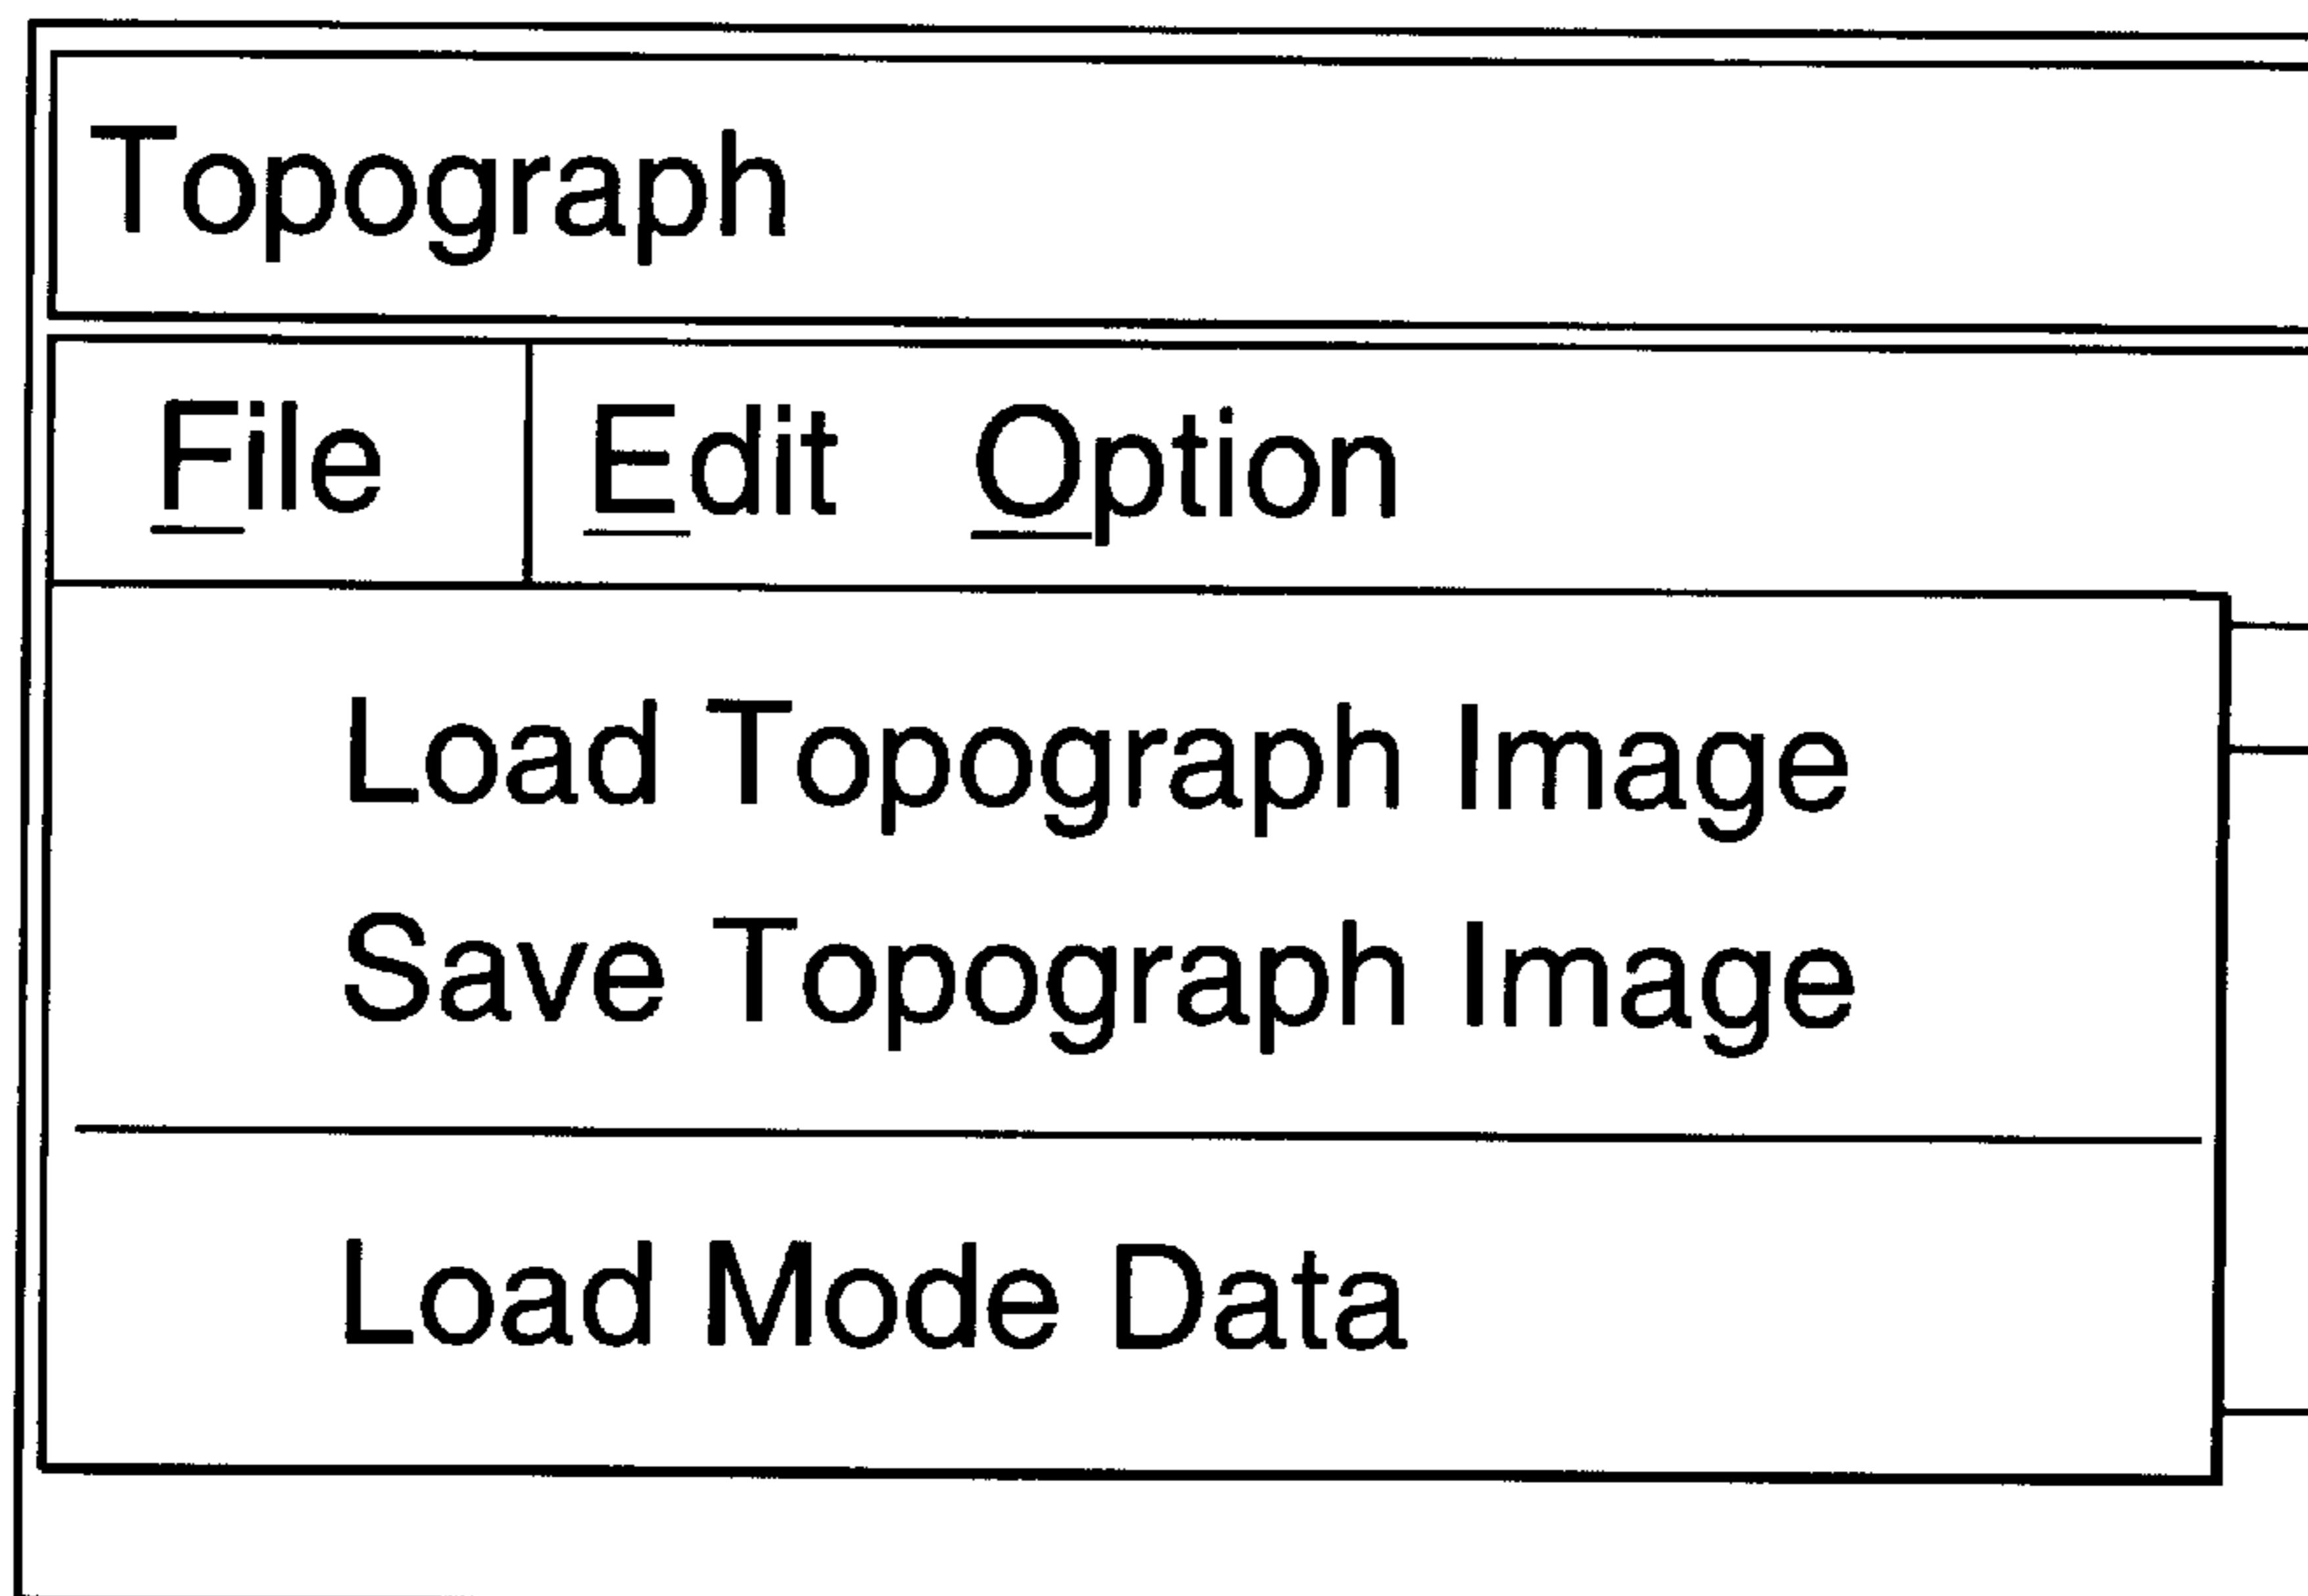 Topograph
File Edit Option
Load Topograph Image
Save Topograph Image
Load Mode Data